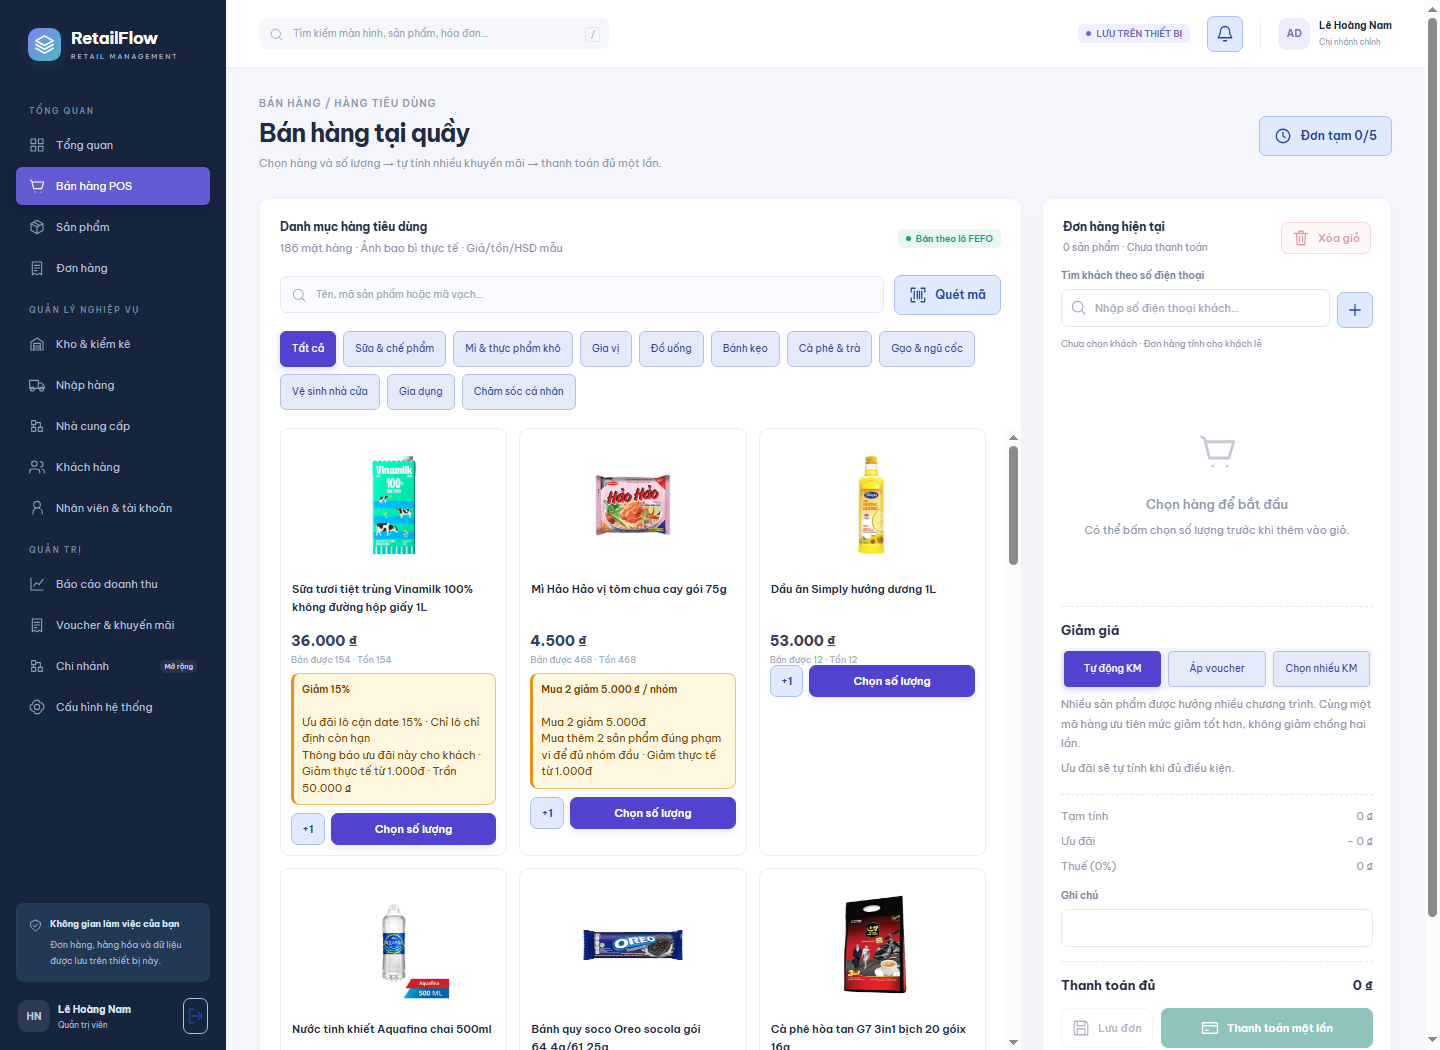 RetailFlow
RETAIL MANAGEMENT
TỔNG QUAN
Tổng quan
Bán hàng POS
Sản phẩm
Đơn hàng
QUẢN LÝ NGHIỆP VỤ
Kho & kiểm kê
Nhập hàng
Nhà cung cấp
Khách hàng
Nhân viên & tài khoản
QUẢN TRỊ
Báo cáo doanh thu
Voucher & khuyến mãi
Chi nhánh
Mở rộng
Cấu hình hệ thống
Không gian làm việc của bạn
Đơn hàng, hàng hóa và dữ liệu
được lưu trên thiết bị này.
HN
Lê Hoàng Nam
Quản trị viên
Tìm kiếm màn hình, sản phẩm, hóa đơn...
/
LƯU TRÊN THIẾT BỊ
AD
Lê Hoàng Nam
Chi nhánh chính
BÁN HÀNG / HÀNG TIÊU DÙNG
Bán hàng tại quầy
Chọn hàng và số lượng → tự tính nhiều khuyến mãi → thanh toán đủ một lần.
Đơn tạm 0/5
Danh mục hàng tiêu dùng
186 mặt hàng · Ảnh bao bì thực tế · Giá/tồn/HSD mẫu
Bán theo lô FEFO
Tên, mã sản phẩm hoặc mã vạch...
Quét mã
Tất cả
Sữa & chế phẩm
Mì & thực phẩm khô
Gia vị
Đồ uống
Bánh kẹo
Cà phê & trà
Gạo & ngũ cốc
Vệ sinh nhà cửa
Gia dụng
Chăm sóc cá nhân
Vinamilk
100%
Hảo Hảo
Simply
Sữa tươi tiệt trùng Vinamilk 100%
không đường hộp giấy 1L
36.000 đ
Bán được 154 · Tồn 154
Giảm 15%
Ưu đãi lô cận date 15% · Chỉ lô chỉ
định còn hạn
Thông báo ưu đãi này cho khách ·
Giảm thực tế từ 1.000đ · Trần
50.000 đ
+1
Chọn số lượng
Mì Hảo Hảo vị tôm chua cay gói 75g
4.500 đ
Bán được 468 · Tồn 468
Mua 2 giảm 5.000 đ / nhóm
Mua 2 giảm 5.000đ
Mua thêm 2 sản phẩm đúng phạm
vi để đủ nhóm đầu · Giảm thực tế
từ 1.000đ
+1
Chọn số lượng
Dầu ăn Simply hướng dương 1L
53.000 đ
Bán được 12 · Tồn 12
+1
Chọn số lượng
AQUAFINA
Aquafina
500 ML
OREO
G7
3in1
Nước tinh khiết Aquafina chai 500ml
Bánh quy soco Oreo socola gói
64,4g/61,25g
Cà phê hòa tan G7 3in1 bịch 20 góix
16g
Đơn hàng hiện tại
0 sản phẩm · Chưa thanh toán
Xóa giỏ
Tìm khách theo số điện thoại
Nhập số điện thoại khách...
Chưa chọn khách · Đơn hàng tính cho khách lẻ
Chọn hàng để bắt đầu
Có thể bấm chọn số lượng trước khi thêm vào giỏ.
Giảm giá
Tự động KM
Áp voucher
Chọn nhiều KM
Nhiều sản phẩm được hưởng nhiều chương trình. Cùng một
mã hàng ưu tiên mức giảm tốt hơn, không giảm chồng hai
lần.
Ưu đãi sẽ tự tính khi đủ điều kiện.
Tạm tính
0 đ
Ưu đãi
− 0 đ
Thuế (0%)
0 đ
Ghi chú
Thanh toán đủ
0 đ
Lưu đơn
Thanh toán một lần